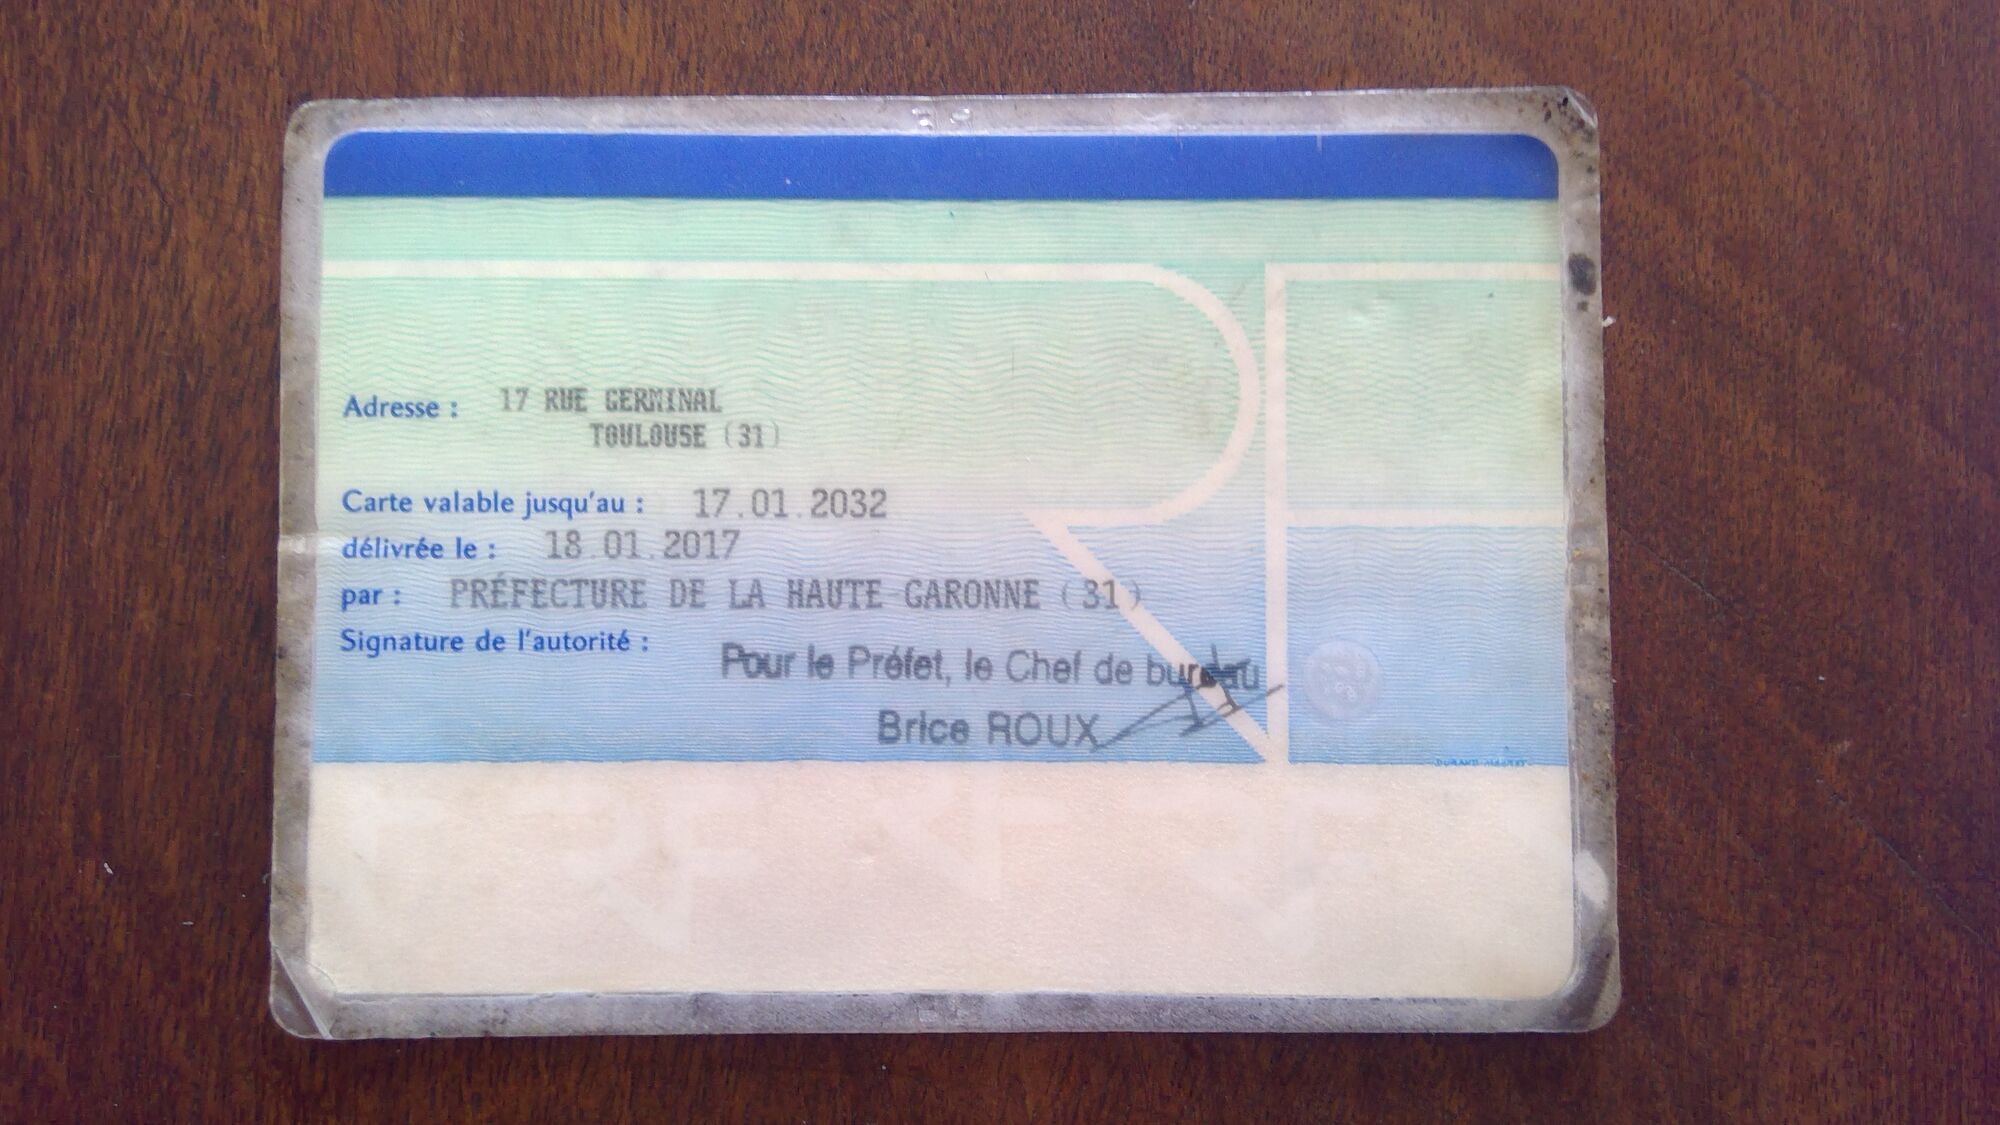 Adresse : 17 RUE GERMINAL
TOULOUSE (31)
Carte valable jusqu'au : 17.01.2032
délivrée le : 18.01.2017
par : PRÉFECTURE DE LA HAUTE-GARONNE (31)
Signature de l'autorité :
Pour le Préfet, le Chef de bureau
Brice ROUX